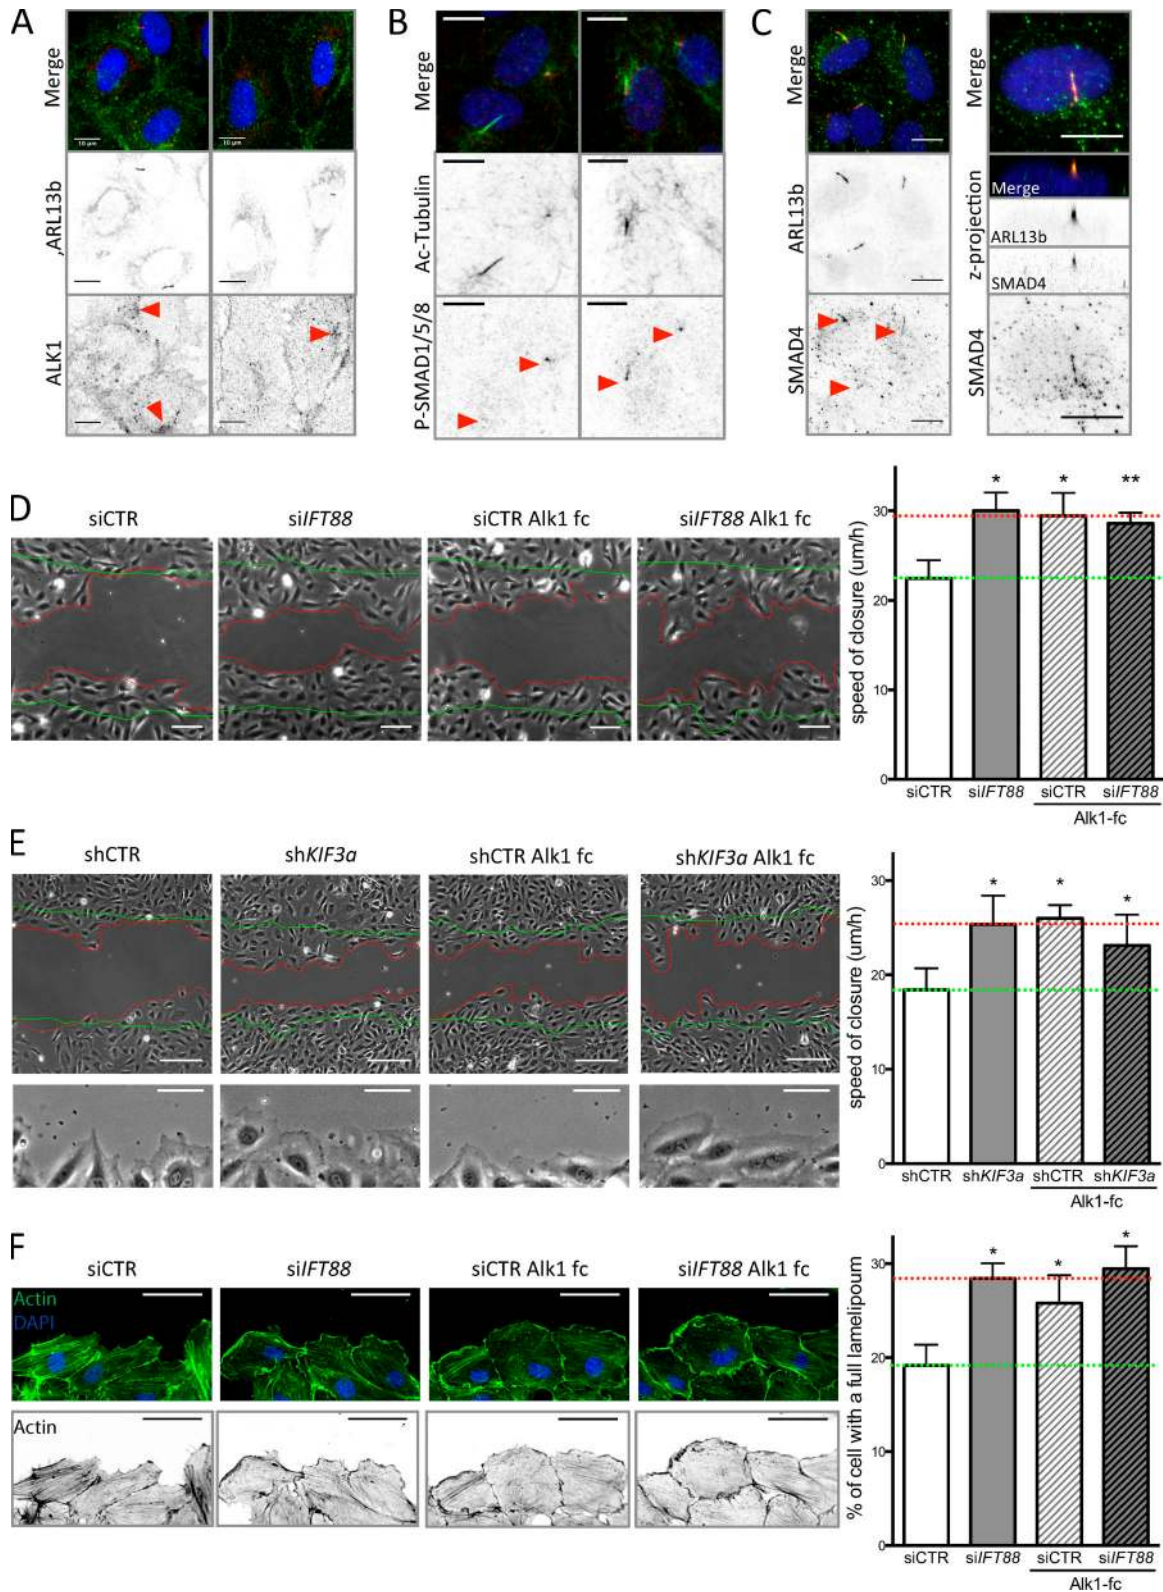 A
B
C
Merge
10 µm
10 µm
,ARL13b
ALK1
Merge
Ac-Tubulin
P-SMAD1/5/8
Merge
ARL13b
SMAD4
Merge
z-projection
Merge
ARL13b
SMAD4
SMAD4
D
siCTR
siIFT88
siCTR Alk1 fc
siIFT88 Alk1 fc
speed of closure (um/h)
30
20
10
0
* * **
siCTR siIFT88 siCTR siIFT88
Alk1-fc
E
shCTR
shKIF3a
shCTR Alk1 fc
shKIF3a Alk1 fc
speed of closure (um/h)
30
20
10
0
* * *
shCTR shKIF3a shCTR shKIF3a
Alk1-fc
F
siCTR
siIFT88
siCTR Alk1 fc
siIFT88 Alk1 fc
Actin
DAPI
Actin
% of cell with a full lamelipoum
30
20
10
0
* * *
siCTR siIFT88 siCTR siIFT88
Alk1-fc